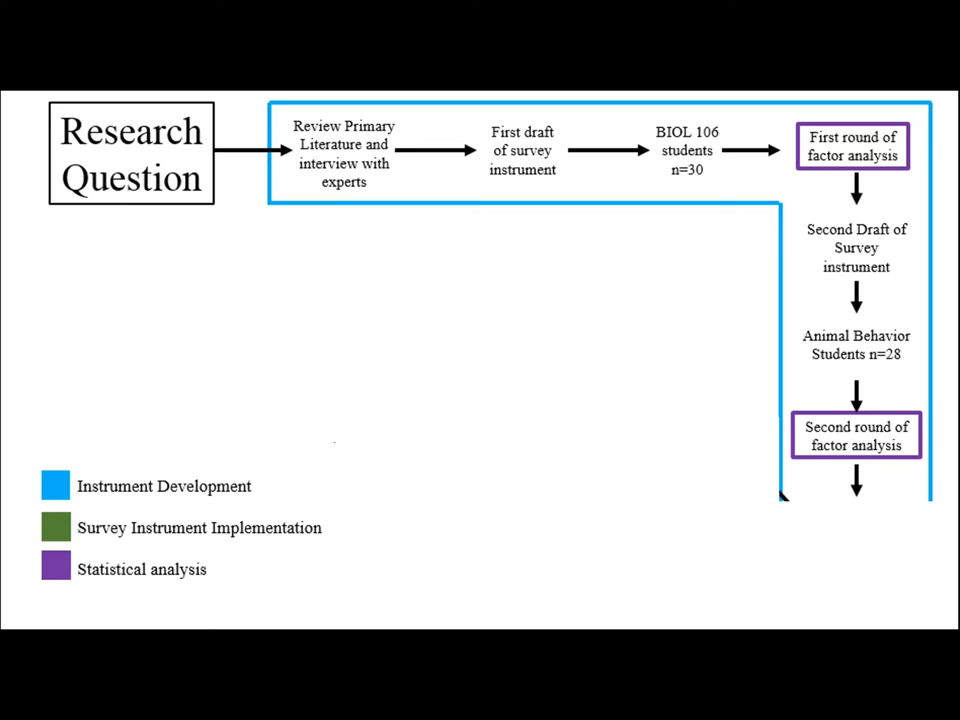 Research
Question
Review Primary
Literature and
interview with
experts
First draft
of survey
instrument
BIOL 106
students
n=30
First round of
factor analysis
Second Draft of
Survey
instrument
Animal Behavior
Students n=28
Second round of
factor analysis
Instrument Development
Survey Instrument Implementation
Statistical analysis